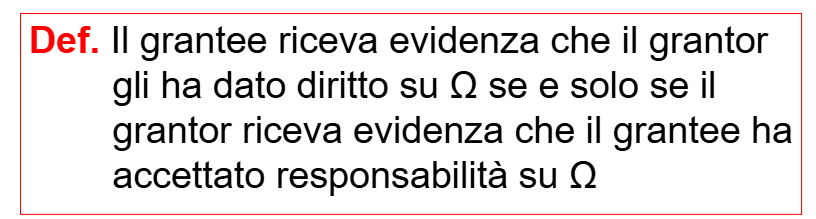 Def. Il grantee riceva evidenza che il grantor
gli ha dato diritto su Ω se e solo se il
grantor riceva evidenza che il grantee ha
accettato responsabilità su Ω